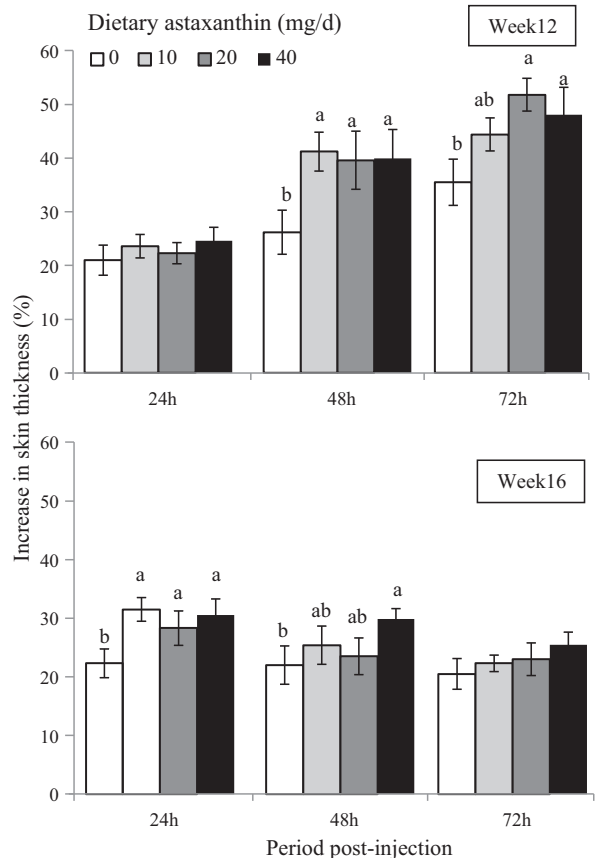 Dietary astaxanthin (mg/d)
Week12
0 10 20 40
60
50
40
30
20
10
0
b a a a
b ab a a
24h 48h 72h
Increase in skin thickness (%)
Week16
60
50
40
30
20
10
0
b a a a
b ab ab a
24h 48h 72h
Period post-injection